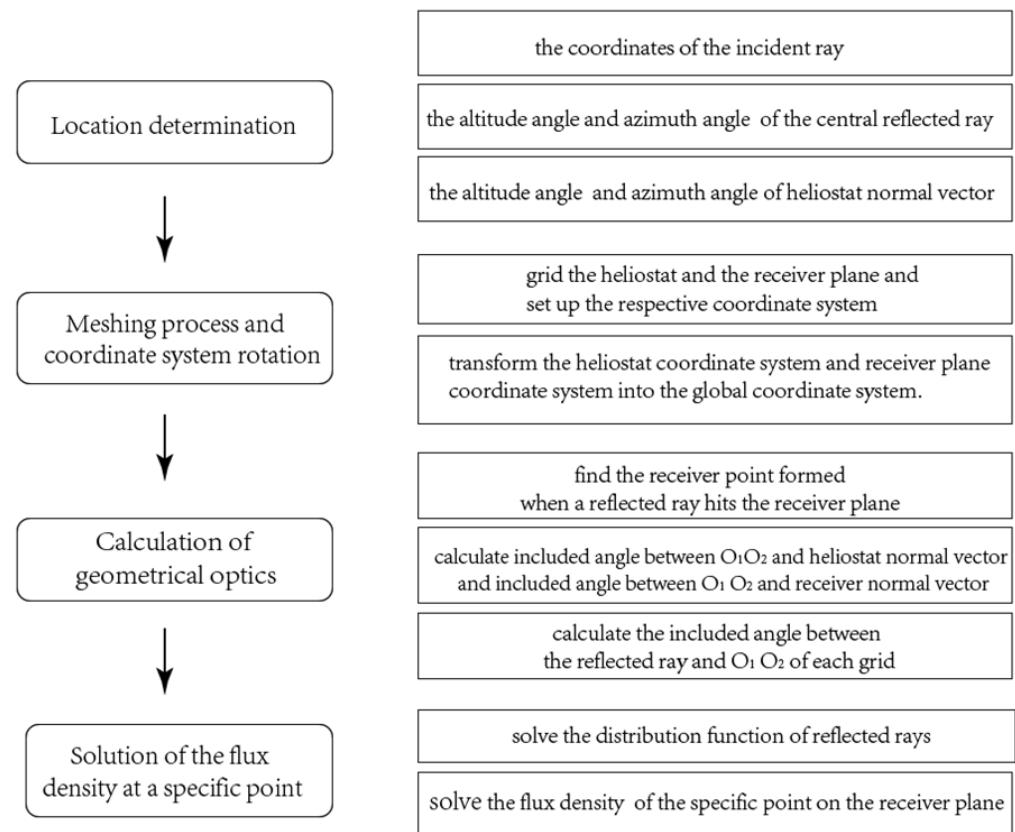 Location determination
the coordinates of the incident ray
the altitude angle and azimuth angle of the central reflected ray
the altitude angle and azimuth angle of heliostat normal vector
Meshing process and
coordinate system rotation
grid the heliostat and the receiver plane and
set up the respective coordinate system
transform the heliostat coordinate system and receiver plane
coordinate system into the global coordinate system.
Calculation of
geometrical optics
find the receiver point formed
when a reflected ray hits the receiver plane
calculate included angle between O₁O₂ and heliostat normal vector
and included angle between O₁ O₂ and receiver normal vector
calculate the included angle between
the reflected ray and O₁ O₂ of each grid
Solution of the flux
density at a specific point
solve the distribution function of reflected rays
solve the flux density of the specific point on the receiver plane